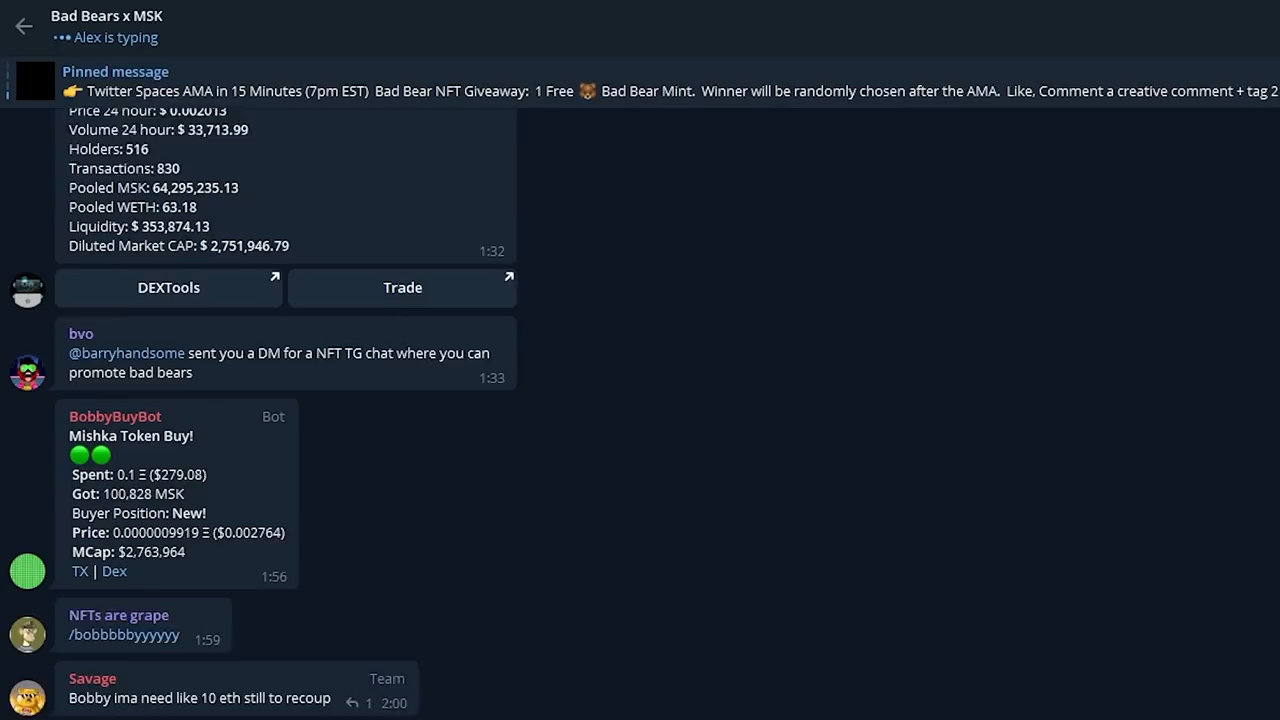 Bad Bears x MSK
Alex is typing
Pinned message
👉 Twitter Spaces AMA in 15 Minutes (7pm EST) Bad Bear NFT Giveaway: 1 Free 🐻 Bad Bear Mint. Winner will be randomly chosen after the AMA. Like, Comment a creative comment + tag 2
Price 24 hour: $ 0.002013
Volume 24 hour: $ 33,713.99
Holders: 516
Transactions: 830
Pooled MSK: 64,295,235.13
Pooled WETH: 63.18
Liquidity: $ 353,874.13
Diluted Market CAP: $ 2,751,946.79
1:32
DEXTools
Trade
bvo
@barryhandsome sent you a DM for a NFT TG chat where you can
promote bad bears
1:33
BobbyBuyBot Bot
Mishka Token Buy!
Spent: 0.1 Ξ ($279.08)
Got: 100,828 MSK
Buyer Position: New!
Price: 0.0000009919 Ξ ($0.002764)
MCap: $2,763,964
TX | Dex
1:56
NFTs are grape
/bobbbbbyyyyyy 1:59
Savage Team
Bobby ima need like 10 eth still to recoup 1 2:00